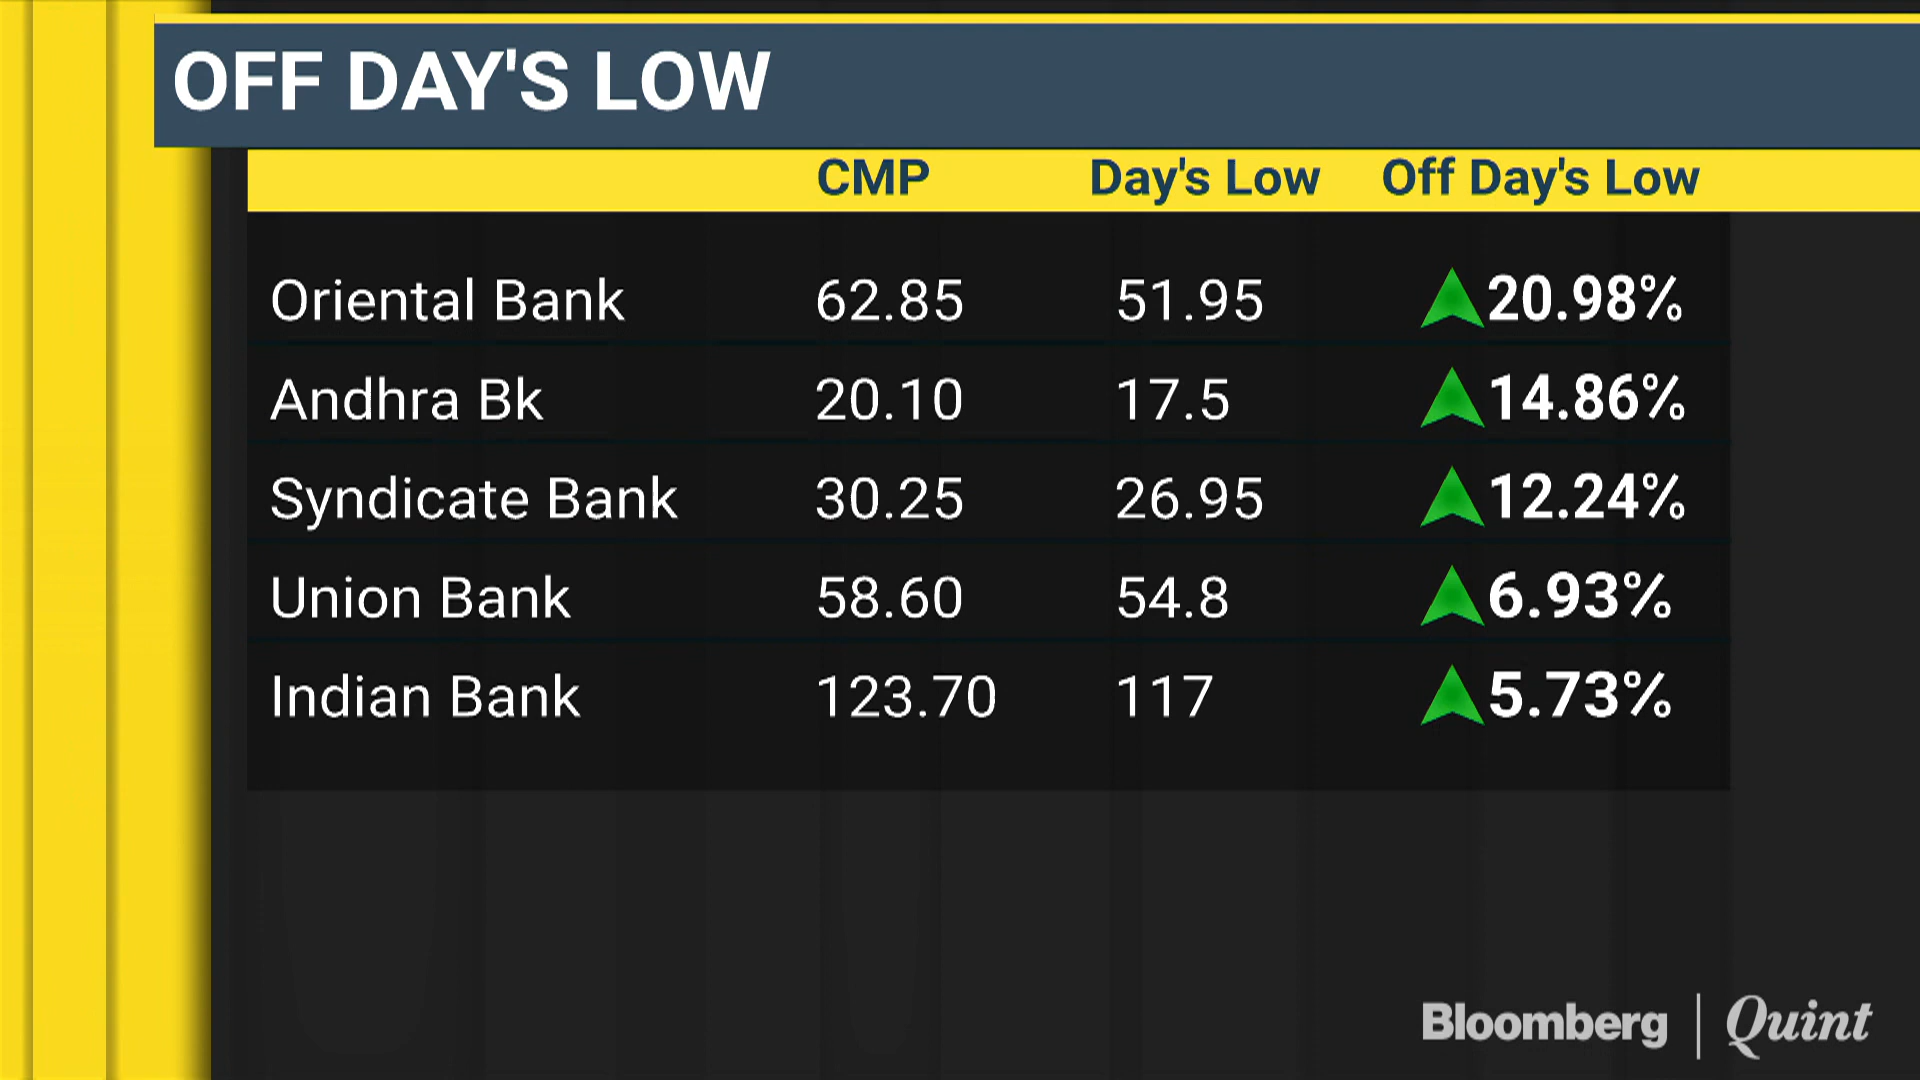 OFF DAY'S LOW
CMP Day's Low Off Day's Low
Oriental Bank 62.85 51.95 20.98%
Andhra Bk 20.10 17.5 14.86%
Syndicate Bank 30.25 26.95 12.24%
Union Bank 58.60 54.8 6.93%
Indian Bank 123.70 117 5.73%
Bloomberg | Quint